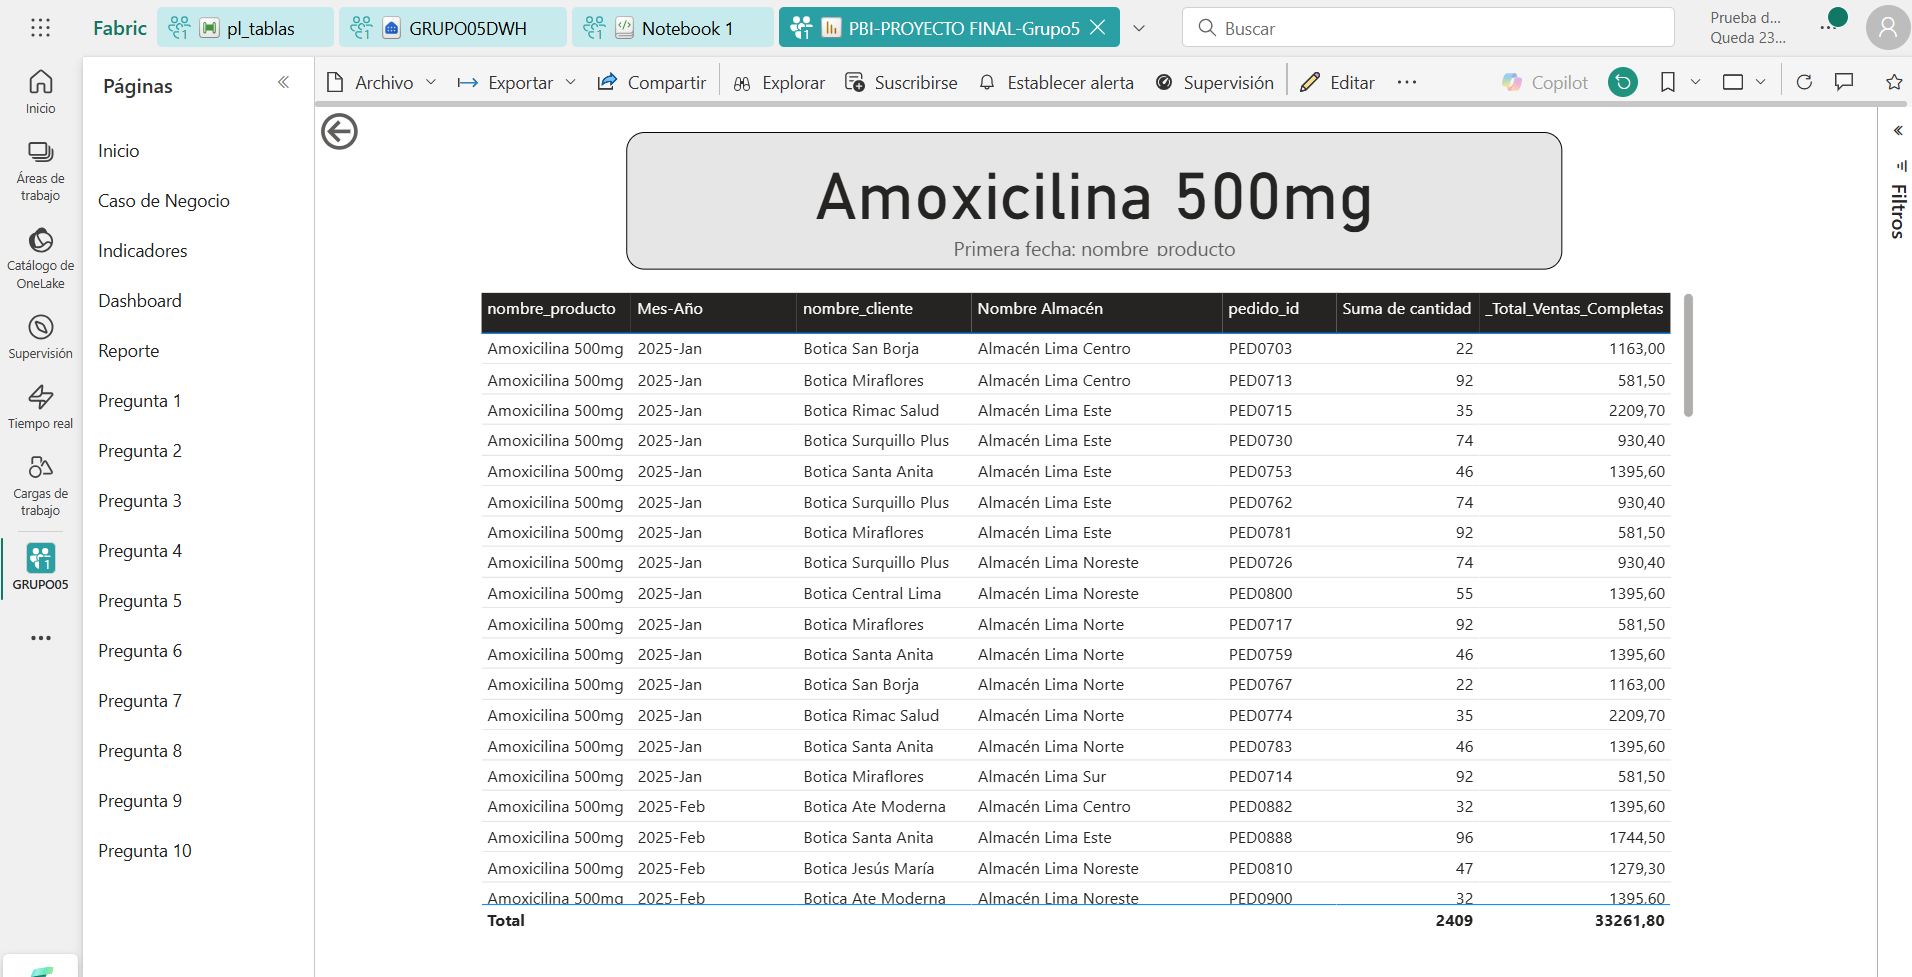 Fabric
pl_tablas
GRUPO05DWH
Notebook 1
PBI-PROYECTO FINAL-Grupo5
Buscar
Prueba d...
Queda 23...
Inicio
Áreas de
trabajo
Catálogo de
OneLake
Supervisión
Tiempo real
Cargas de
trabajo
GRUPO05
Páginas
Inicio
Caso de Negocio
Indicadores
Dashboard
Reporte
Pregunta 1
Pregunta 2
Pregunta 3
Pregunta 4
Pregunta 5
Pregunta 6
Pregunta 7
Pregunta 8
Pregunta 9
Pregunta 10
Archivo Exportar Compartir Explorar Suscribirse Establecer alerta Supervisión Editar Copilot
Amoxicilina 500mg
Primera fecha: nombre_producto
nombre_producto Mes-Año nombre_cliente Nombre Almacén pedido_id Suma de cantidad _Total_Ventas_Completas
Amoxicilina 500mg 2025-Jan Botica San Borja Almacén Lima Centro PED0703 22 1163,00
Amoxicilina 500mg 2025-Jan Botica Miraflores Almacén Lima Centro PED0713 92 581,50
Amoxicilina 500mg 2025-Jan Botica Rimac Salud Almacén Lima Este PED0715 35 2209,70
Amoxicilina 500mg 2025-Jan Botica Surquillo Plus Almacén Lima Este PED0730 74 930,40
Amoxicilina 500mg 2025-Jan Botica Santa Anita Almacén Lima Este PED0753 46 1395,60
Amoxicilina 500mg 2025-Jan Botica Surquillo Plus Almacén Lima Este PED0762 74 930,40
Amoxicilina 500mg 2025-Jan Botica Miraflores Almacén Lima Este PED0781 92 581,50
Amoxicilina 500mg 2025-Jan Botica Surquillo Plus Almacén Lima Noreste PED0726 74 930,40
Amoxicilina 500mg 2025-Jan Botica Central Lima Almacén Lima Noreste PED0800 55 1395,60
Amoxicilina 500mg 2025-Jan Botica Miraflores Almacén Lima Norte PED0717 92 581,50
Amoxicilina 500mg 2025-Jan Botica Santa Anita Almacén Lima Norte PED0759 46 1395,60
Amoxicilina 500mg 2025-Jan Botica San Borja Almacén Lima Norte PED0767 22 1163,00
Amoxicilina 500mg 2025-Jan Botica Rimac Salud Almacén Lima Norte PED0774 35 2209,70
Amoxicilina 500mg 2025-Jan Botica Santa Anita Almacén Lima Norte PED0783 46 1395,60
Amoxicilina 500mg 2025-Jan Botica Miraflores Almacén Lima Sur PED0714 92 581,50
Amoxicilina 500mg 2025-Feb Botica Ate Moderna Almacén Lima Centro PED0882 32 1395,60
Amoxicilina 500mg 2025-Feb Botica Santa Anita Almacén Lima Este PED0888 96 1744,50
Amoxicilina 500mg 2025-Feb Botica Jesús María Almacén Lima Noreste PED0810 47 1279,30
Amoxicilina 500mg 2025-Feb Botica Ate Moderna Almacén Lima Noreste PED0900 32 1395,60
Total 2409 33261,80
Filtros